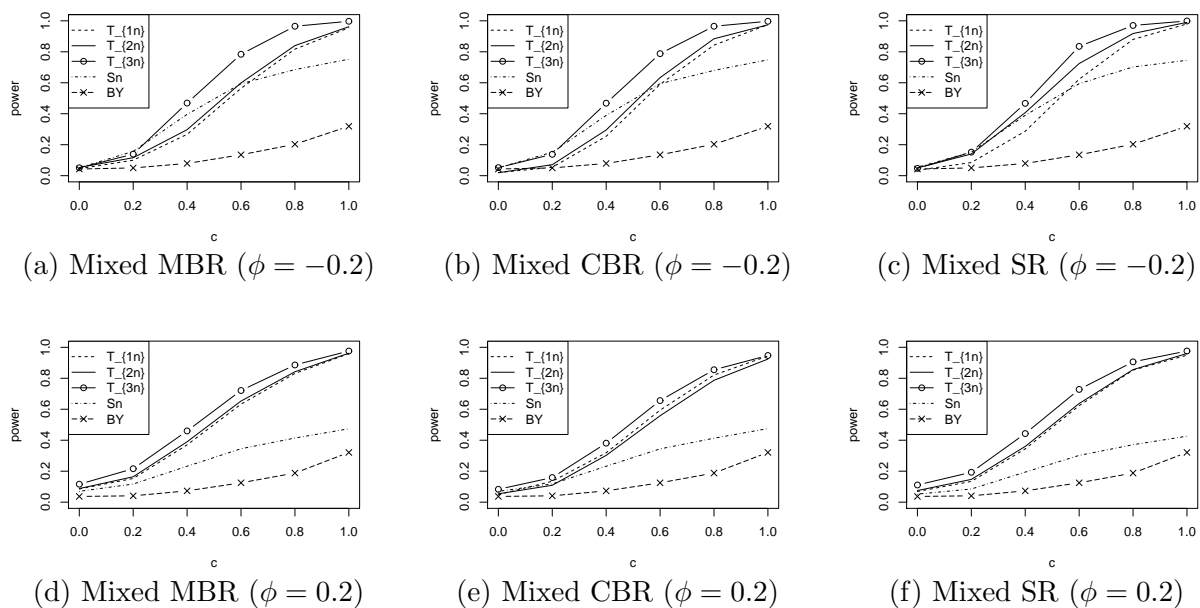 power
0.0 0.2 0.4 0.6 0.8 1.0
T_{1n}
T_{2n}
T_{3n}
Sn
BY
0.0 0.2 0.4 0.6 0.8 1.0
c
(a) Mixed MBR (ϕ = −0.2)
power
0.0 0.2 0.4 0.6 0.8 1.0
T_{1n}
T_{2n}
T_{3n}
Sn
BY
0.0 0.2 0.4 0.6 0.8 1.0
c
(b) Mixed CBR (ϕ = −0.2)
power
0.0 0.2 0.4 0.6 0.8 1.0
T_{1n}
T_{2n}
T_{3n}
Sn
BY
0.0 0.2 0.4 0.6 0.8 1.0
c
(c) Mixed SR (ϕ = −0.2)
power
0.0 0.2 0.4 0.6 0.8 1.0
T_{1n}
T_{2n}
T_{3n}
Sn
BY
0.0 0.2 0.4 0.6 0.8 1.0
c
(d) Mixed MBR (ϕ = 0.2)
power
0.0 0.2 0.4 0.6 0.8 1.0
T_{1n}
T_{2n}
T_{3n}
Sn
BY
0.0 0.2 0.4 0.6 0.8 1.0
c
(e) Mixed CBR (ϕ = 0.2)
power
0.0 0.2 0.4 0.6 0.8 1.0
T_{1n}
T_{2n}
T_{3n}
Sn
BY
0.0 0.2 0.4 0.6 0.8 1.0
c
(f) Mixed SR (ϕ = 0.2)